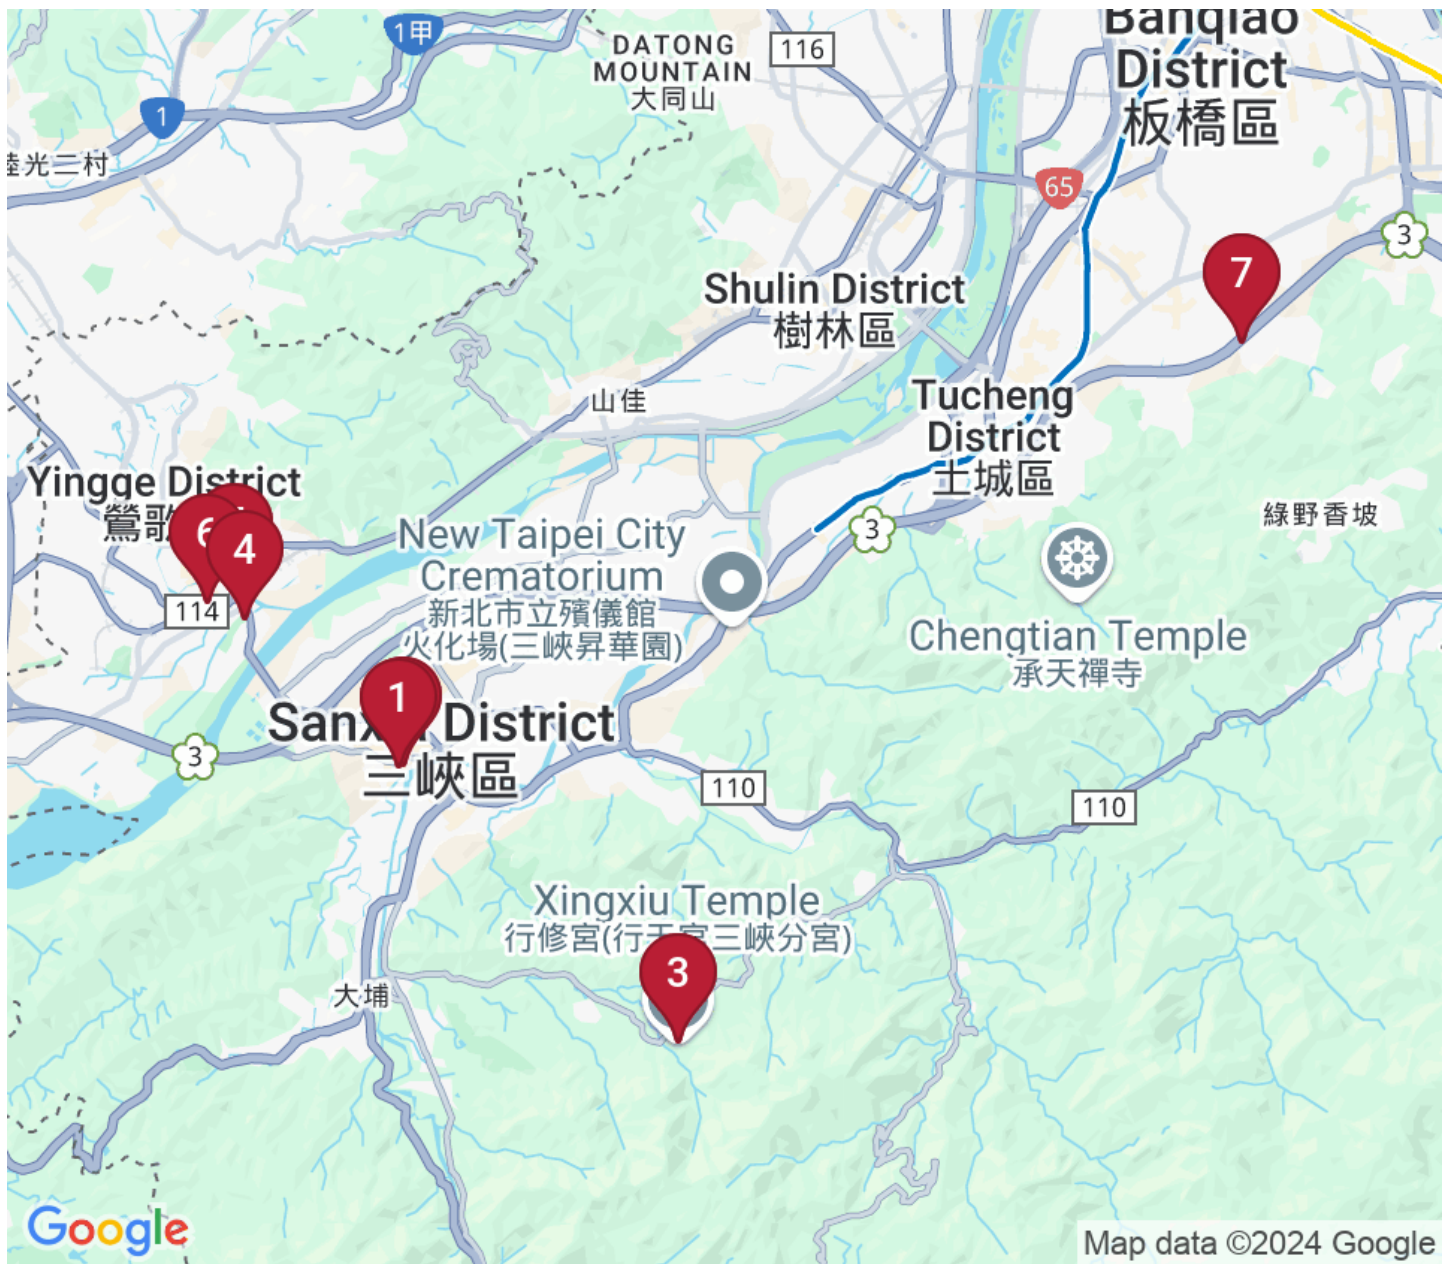 Banqiao
District
板橋區
1甲
DATONG
MOUNTAIN
大同山
116
1
光二村
65
3
7
Shulin District
樹林區
山佳
Tucheng
District
土城區
Yingge District
鶯歌
6
4
114
New Taipei City
Crematorium
新北市立殯儀館
火化場(三峽昇華園)
3
綠野香坡
Chengtian Temple
承天禪寺
1
District
三峽區
3
110
110
Xingxiu Temple
行修宮(行天宮三峽分宮)
3
大埔
Google
Map data ©2024 Google